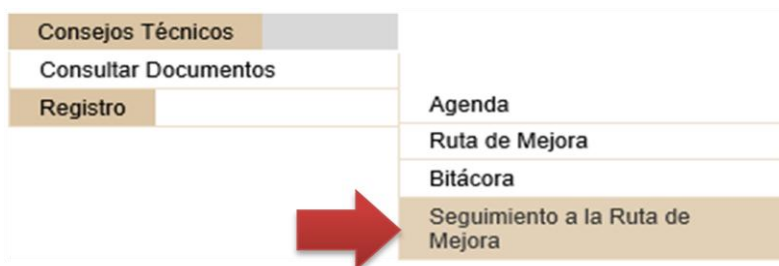 Consejos Técnicos
Consultar Documentos
Registro
Agenda
Ruta de Mejora
Bitácora
Seguimiento a la Ruta de
Mejora